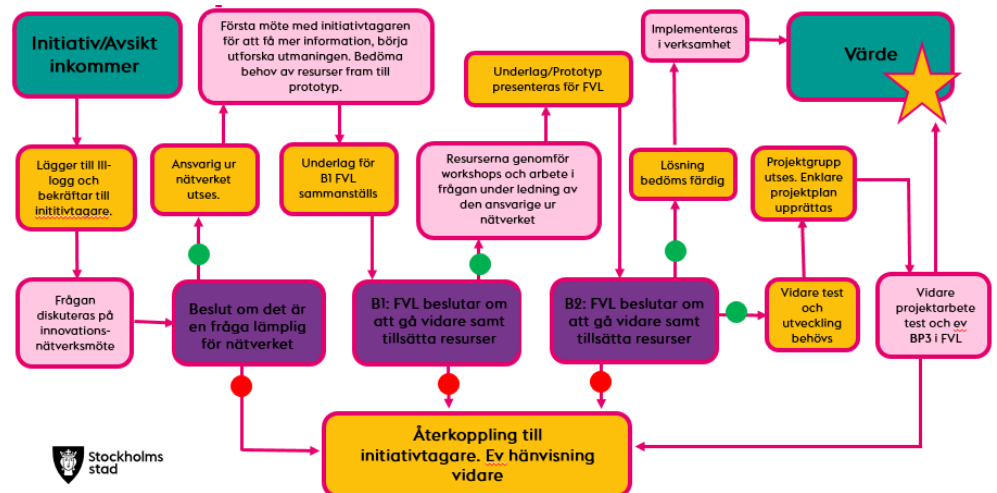 Initiativ/Avsikt
inkommer
Lägger till III-
logg och
bekräftar till
inititivtagare.
Frågan
diskuteras på
innovations-
nätverksmöte
Beslut om det är
en fråga lämplig
för nätverket
Ansvarig ur
nätverket
utses.
Första möte med initiativtagaren
för att få mer information, börja
utforska utmaningen. Bedöma
behov av resurser fram till
prototyp.
Underlag för
B1 FVL
sammanställs
B1: FVL beslutar om
att gå vidare samt
tillsätta resurser
Resurserna genomför
workshops och arbete i
frågan under ledning av
den ansvarige ur
nätverket
Underlag/Prototyp
presenteras för FVL
B2: FVL beslutar om
att gå vidare samt
tillsätta resurser
Lösning
bedöms färdig
Implementeras
i verksamhet
Värde
Vidare test
och
utveckling
behövs
Projektgrupp
utses. Enklare
projektplan
upprättas
Vidare
projektarbete
test och ev
BP3 i FVL
Återkoppling till
initiativtagare. Ev hänvisning
vidare
Stockholms
stad